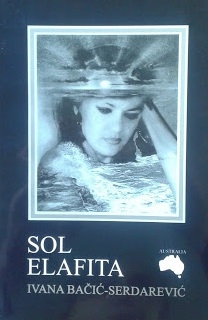 SOL
ELAFITA
AUSTRALIA
IVANA BAČIĆ-SERDAREVIĆ